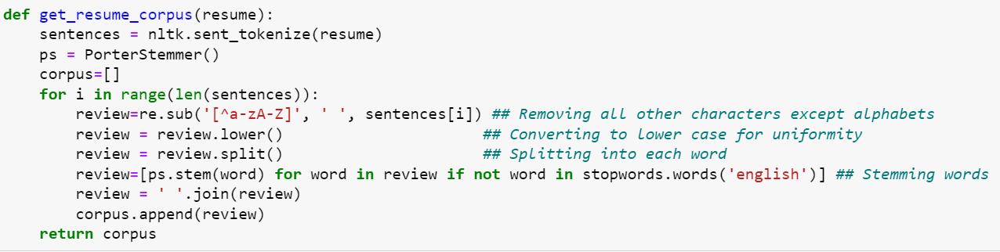 def get_resume_corpus(resume):
    sentences = nltk.sent_tokenize(resume)
    ps = PorterStemmer()
    corpus=[]
    for i in range(len(sentences)):
        review=re.sub('[^a-zA-Z]', ' ', sentences[i]) ## Removing all other characters except alphabets
        review = review.lower()                      ## Converting to lower case for uniformity
        review = review.split()                      ## Splitting into each word
        review=[ps.stem(word) for word in review if not word in stopwords.words('english')] ## Stemming words
        review = ' '.join(review)
        corpus.append(review)
    return corpus